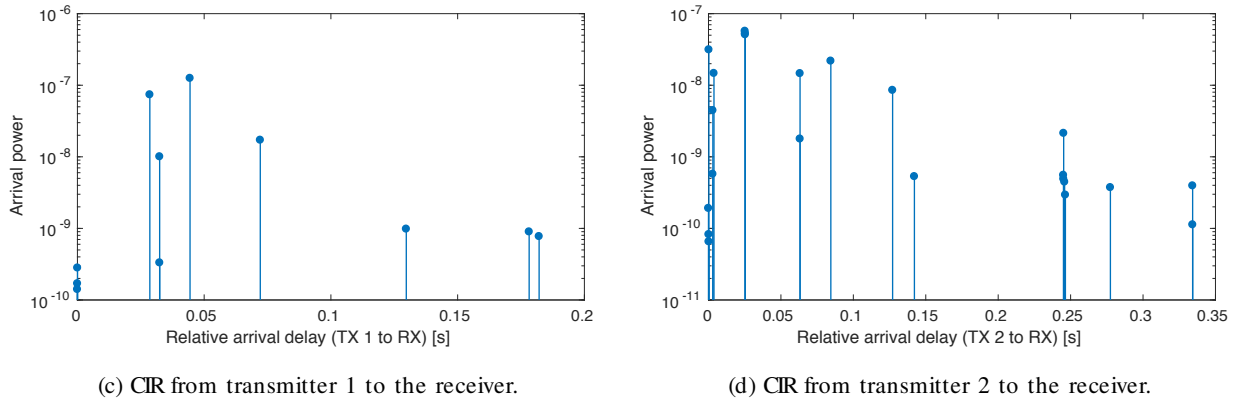 10^-6
10^-7
10^-8
10^-9
10^-10
Arrival power
0 0.05 0.1 0.15 0.2
Relative arrival delay (TX 1 to RX) [s]
(c) CIR from transmitter 1 to the receiver.
10^-7
10^-8
10^-9
10^-10
10^-11
Arrival power
0 0.05 0.1 0.15 0.2 0.25 0.3 0.35
Relative arrival delay (TX 2 to RX) [s]
(d) CIR from transmitter 2 to the receiver.